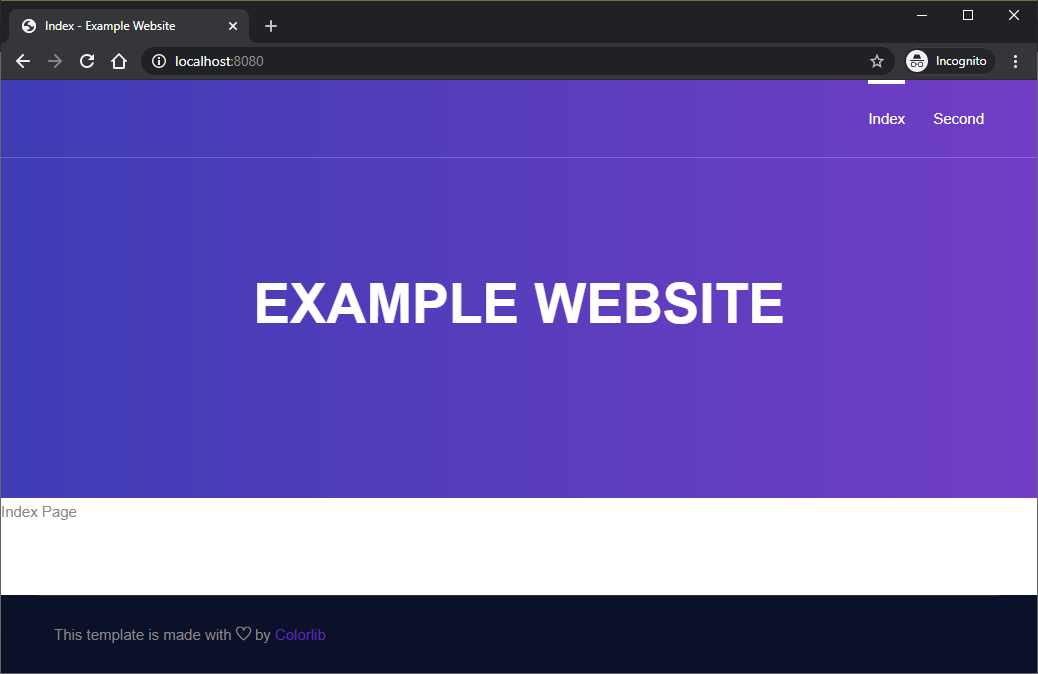 Index - Example Website
localhost:8080
Incognito
Index Second
EXAMPLE WEBSITE
Index Page
This template is made with ♡ by Colorlib